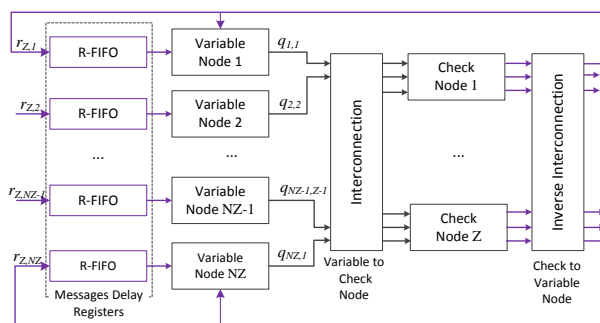 r_{Z,1}
R-FIFO
Variable
Node 1
q_{1,1}
r_{Z,2}
R-FIFO
Variable
Node 2
q_{2,2}
...
...
...
r_{Z,NZ-1}
R-FIFO
Variable
Node NZ-1
q_{NZ-1,Z-1}
r_{Z,NZ}
R-FIFO
Variable
Node NZ
q_{NZ,1}
Messages Delay
Registers
Interconnection
Variable to
Check
Node
Check
Node 1
Check
Node Z
Inverse Interconnection
Check to
Variable
Node